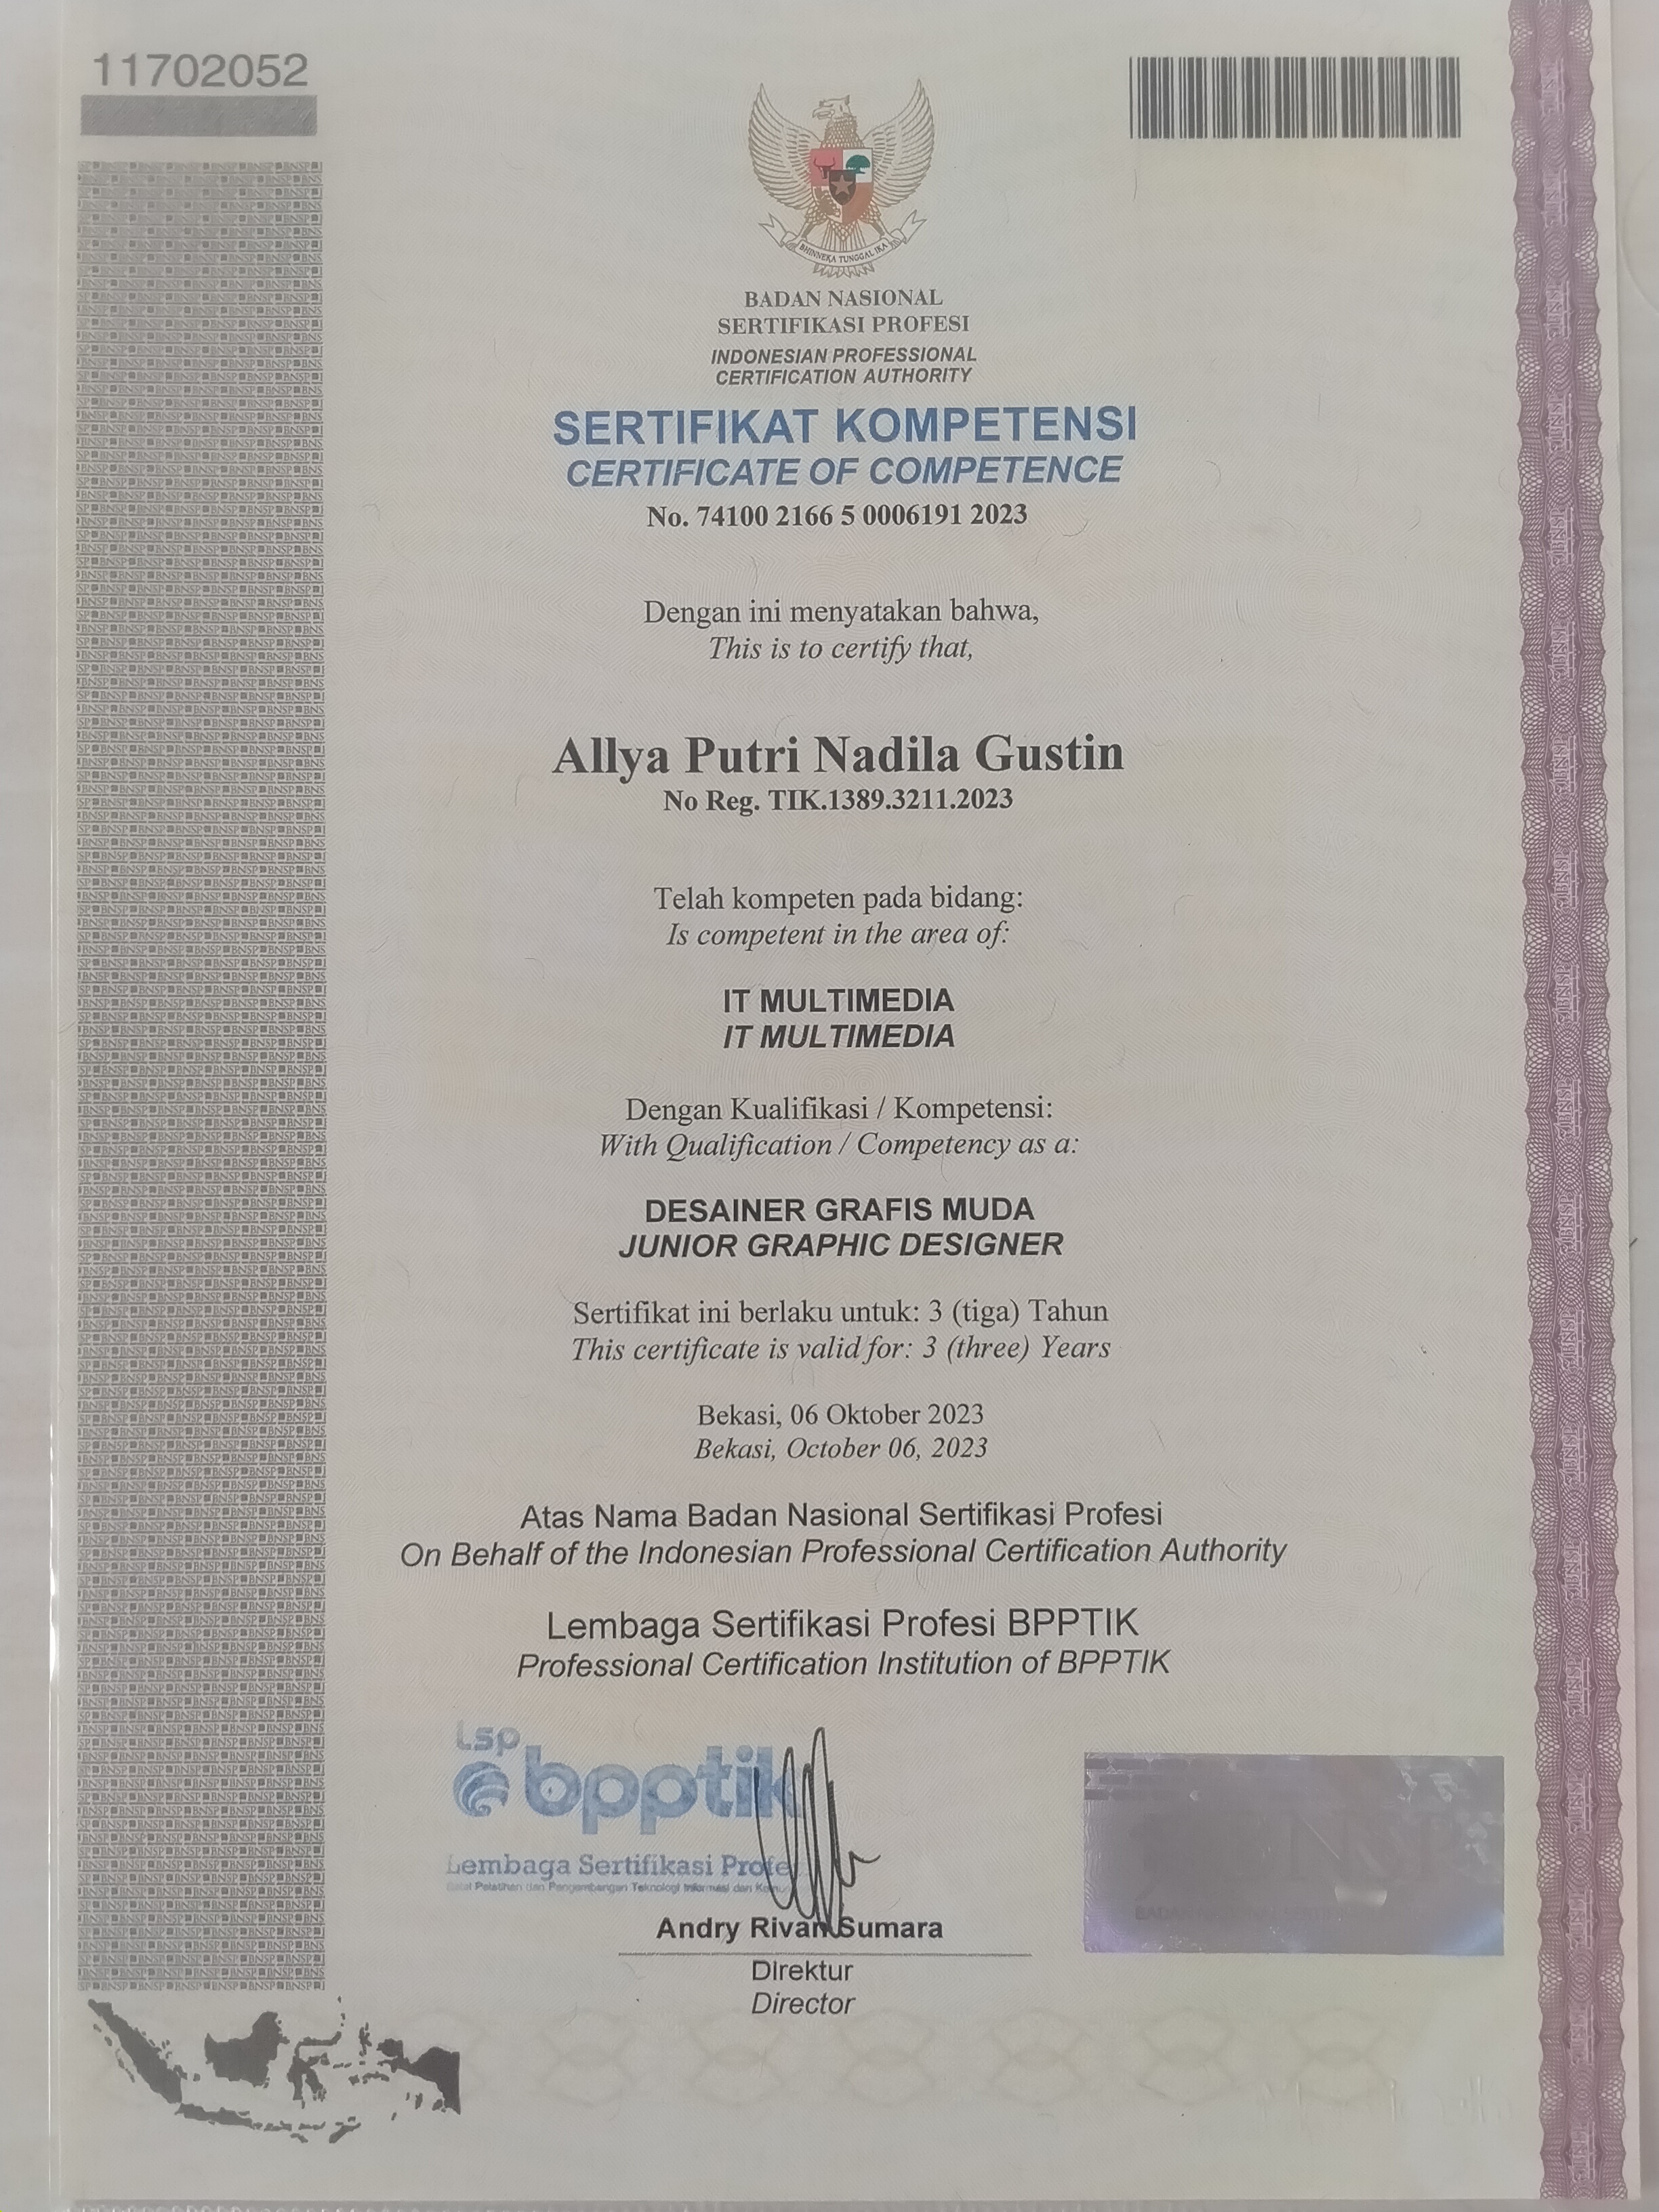 11702052
BHINNEKA TUNGGAL IKA
BADAN NASIONAL
SERTIFIKASI PROFESI
INDONESIAN PROFESSIONAL
CERTIFICATION AUTHORITY
SERTIFIKAT KOMPETENSI
CERTIFICATE OF COMPETENCE
No. 74100 2166 5 0006191 2023
Dengan ini menyatakan bahwa,
This is to certify that,
Allya Putri Nadila Gustin
No Reg. TIK.1389.3211.2023
Telah kompeten pada bidang:
Is competent in the area of:
IT MULTIMEDIA
IT MULTIMEDIA
Dengan Kualifikasi / Kompetensi:
With Qualification / Competency as a:
DESAINER GRAFIS MUDA
JUNIOR GRAPHIC DESIGNER
Sertifikat ini berlaku untuk: 3 (tiga) Tahun
This certificate is valid for: 3 (three) Years
Bekasi, 06 Oktober 2023
Bekasi, October 06, 2023
Atas Nama Badan Nasional Sertifikasi Profesi
On Behalf of the Indonesian Professional Certification Authority
Lembaga Sertifikasi Profesi BPPTIK
Professional Certification Institution of BPPTIK
Lsp
bpptik
Lembaga Sertifikasi Profe
Pelatihan dan Pengembangan Teknologi Informasi dan
Andry Rivan Sumara
Direktur
Director